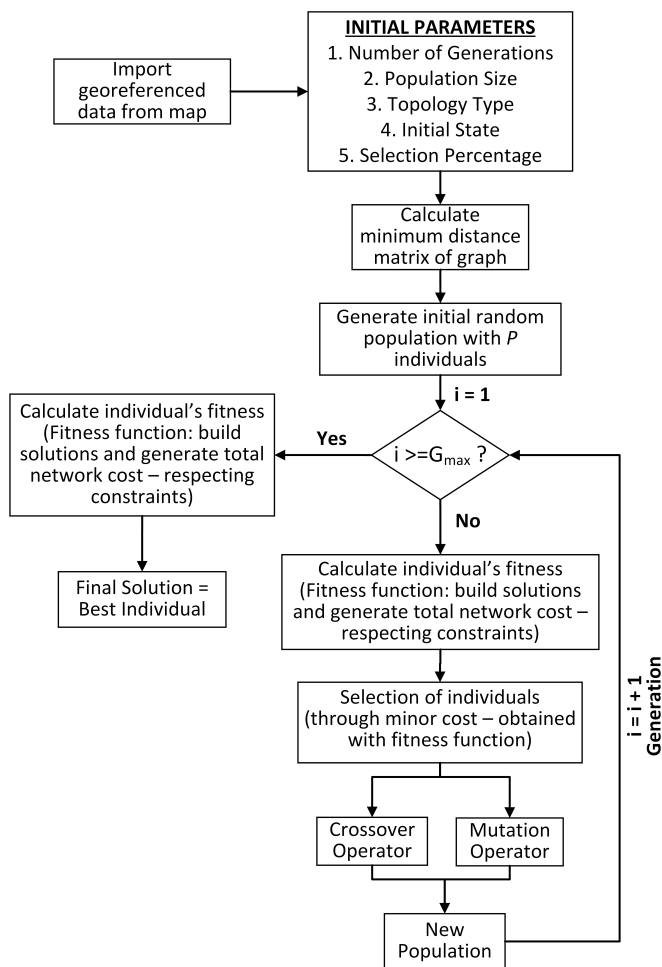 Import
georeferenced
data from map
INITIAL PARAMETERS
1. Number of Generations
2. Population Size
3. Topology Type
4. Initial State
5. Selection Percentage
Calculate
minimum distance
matrix of graph
Generate initial random
population with P
individuals
i = 1
i >=Gmax ?
Yes
Calculate individual’s fitness
(Fitness function: build
solutions and generate total
network cost – respecting
constraints)
Final Solution =
Best Individual
No
Calculate individual’s fitness
(Fitness function: build solutions
and generate total network cost –
respecting constraints)
Selection of individuals
(through minor cost – obtained
with fitness function)
Crossover
Operator
Mutation
Operator
New
Population
i = i + 1
Generation